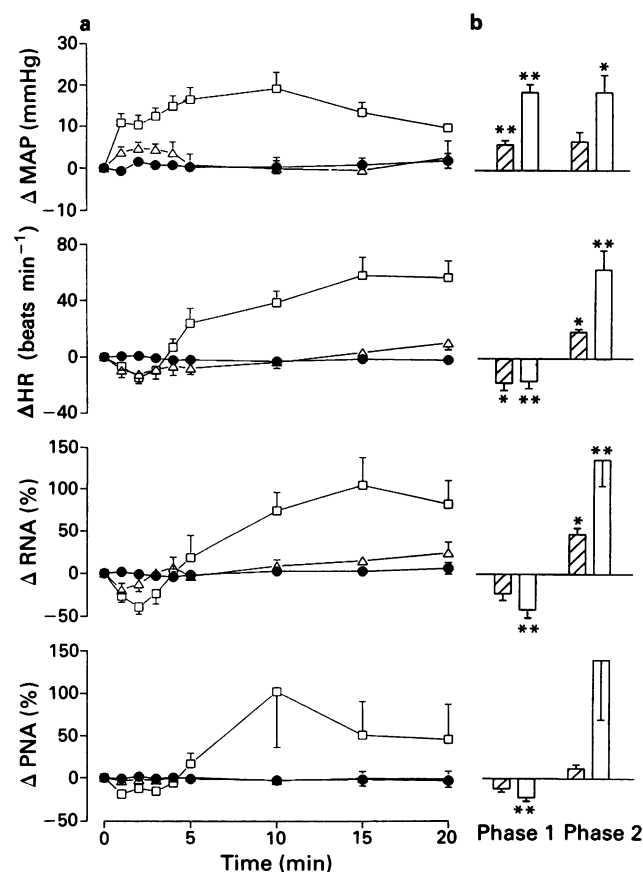 a
b
Δ MAP (mmHg)
30
20
10
0
−10
** ** *
ΔHR (beats min⁻¹)
80
40
0
−40
* ** * **
Δ RNA (%)
150
100
50
0
−50
** * **
Δ PNA (%)
150
100
50
0
−50
**
0 5 10 15 20
Time (min)
Phase 1 Phase 2